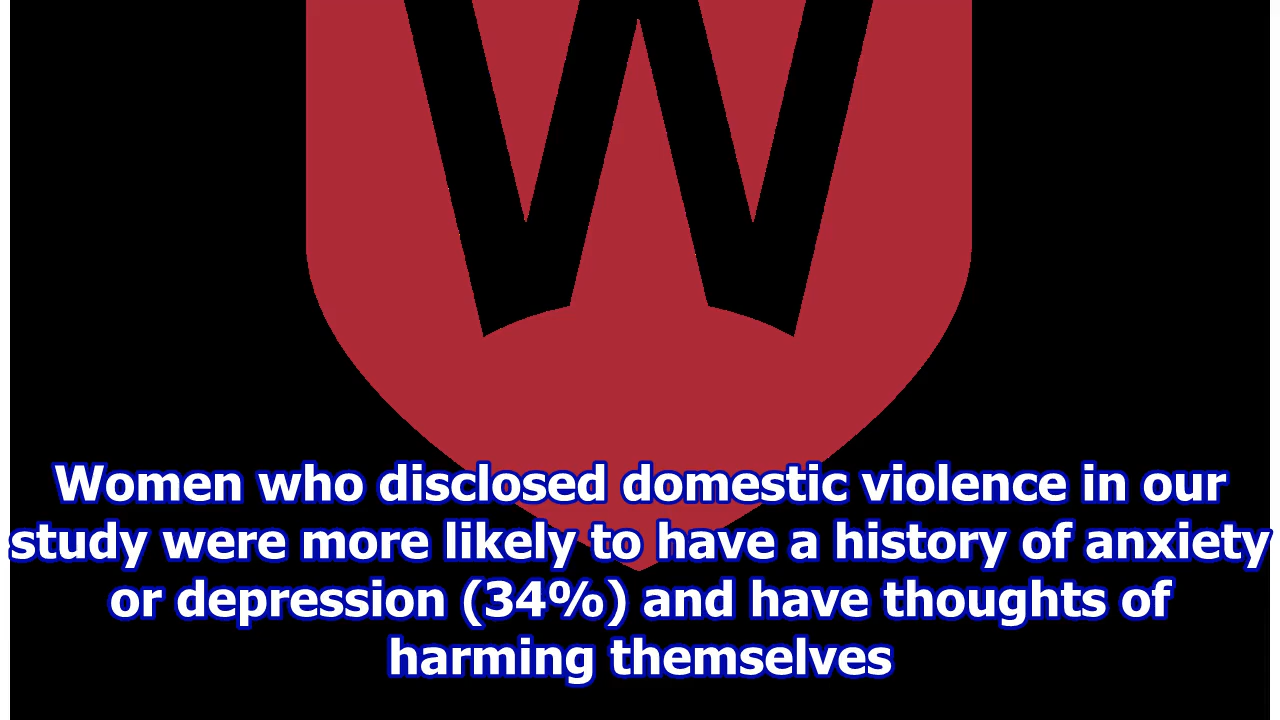 W
Women who disclosed domestic violence in our
study were more likely to have a history of anxiety
or depression (34%) and have thoughts of
harming themselves